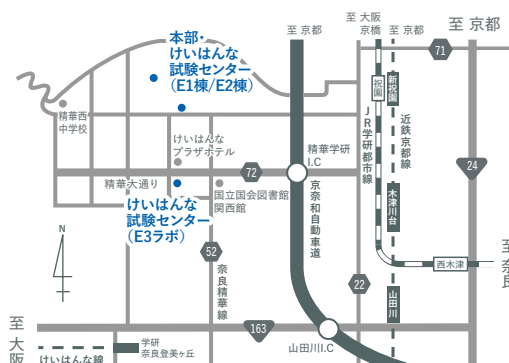 至 大阪
京橋
至 京都
至 京都
至 京都
71
本部・
けいはんな
試験センター
(E1棟/E2棟)
祝園
新祝園
精華西
中学校
けいはんな
プラザホテル
精華学研
I.C
JR学研都市線
近鉄京都線
24
72
精華大通り
国立国会図書館
関西館
けいはんな
試験センター
(E3ラボ)
京奈和自動車道
木津川台
N
52
奈良精華線
西木津
至 奈良
22
山田川
163
至 大阪
山田川I.C
学研
奈良登美ヶ丘
けいはんな線